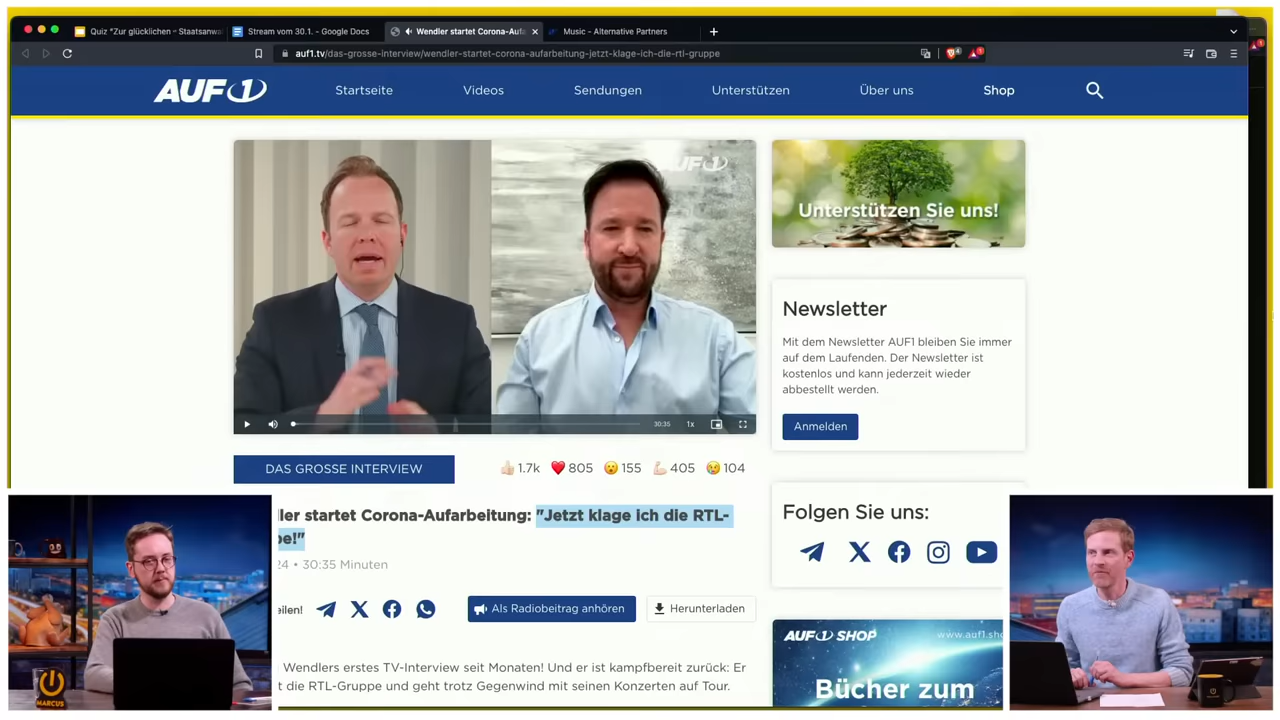 Quiz "Zur glücklichen - Staatsanwa
Stream vom 30.1. - Google Docs
Wendler startet Corona-Aufa
Music - Alternative Partners
auf1.tv/das-grosse-interview/wendler-startet-corona-aufarbeitung-jetzt-klage-ich-die-rtl-gruppe
AUF1
Startseite
Videos
Sendungen
Unterstützen
Über uns
Shop
AUF1
Unterstützen Sie uns!
30:35
1x
Newsletter
Mit dem Newsletter AUF1 bleiben Sie immer
auf dem Laufenden. Der Newsletter ist
kostenlos und kann jederzeit wieder
abbestellt werden.
Anmelden
DAS GROSSE INTERVIEW
1.7k 805 155 405 104
ler startet Corona-Aufarbeitung: "Jetzt klage ich die RTL-
pe!"
24 • 30:35 Minuten
Folgen Sie uns:
eilen!
Als Radiobeitrag anhören
Herunterladen
Wendlers erstes TV-Interview seit Monaten! Und er ist kampfbereit zurück: Er
t die RTL-Gruppe und geht trotz Gegenwind mit seinen Konzerten auf Tour.
AUF1 SHOP
www.auf1.sho
Bücher zum
MARCUS